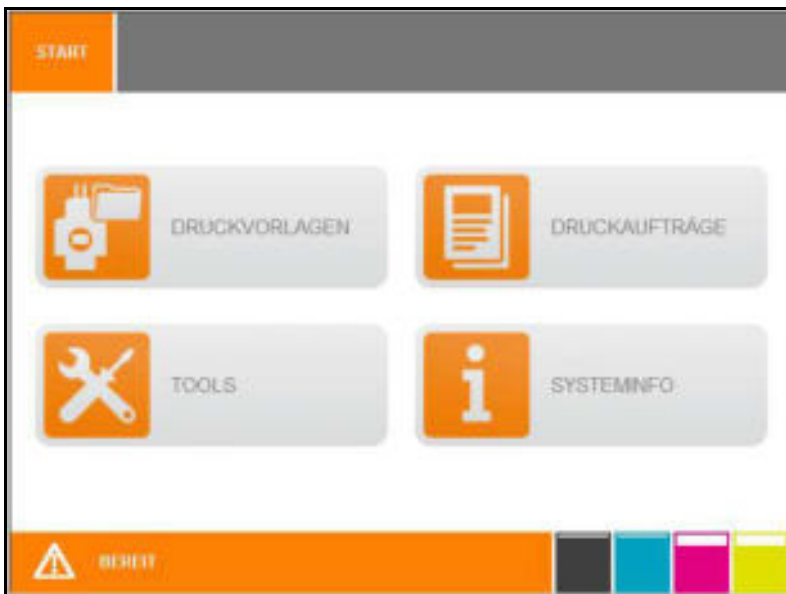 START
DRUCKVORLAGEN
DRUCKAUFTRÄGE
TOOLS
SYSTEMINFO
BEREIT